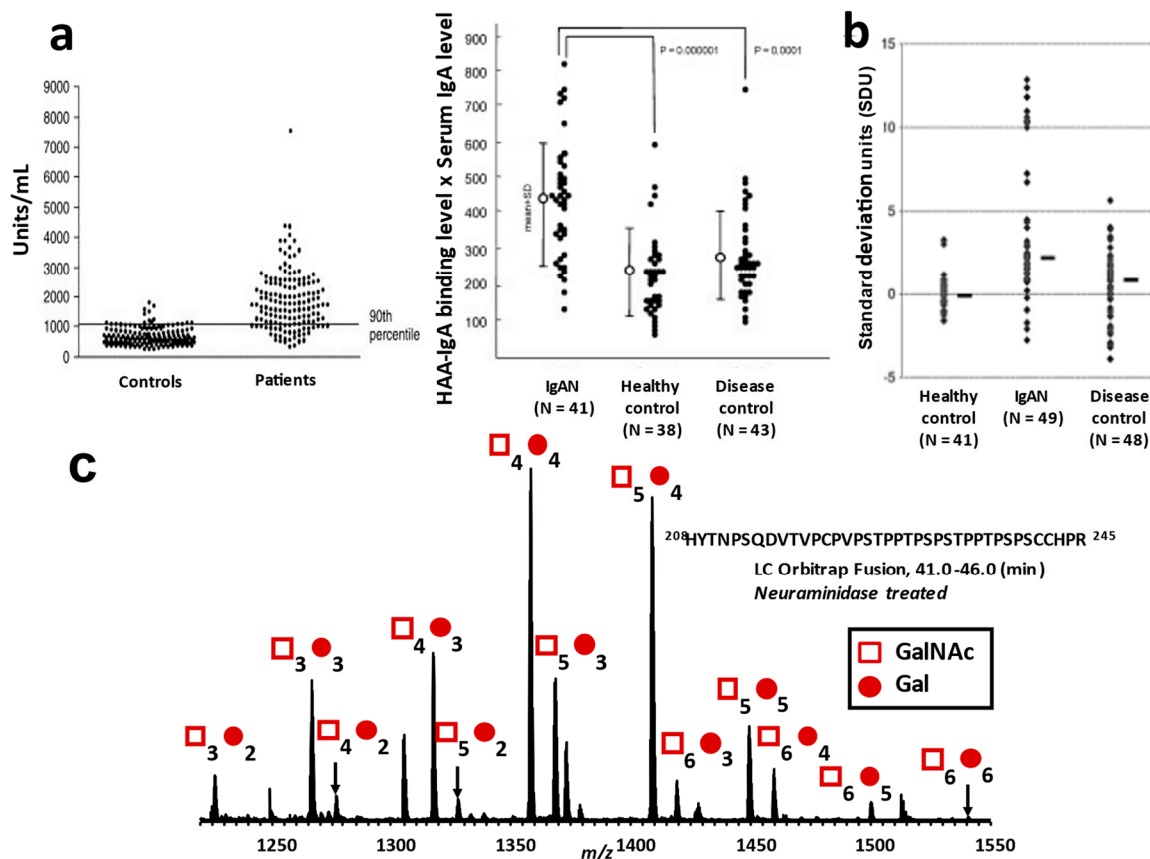 a
9000
8000
7000
6000
5000
4000
3000
2000
1000
0
Units/mL
90th
percentile
Controls
Patients
HAA-IgA binding level x Serum IgA level
900
800
700
600
500
400
300
200
100
P = 0.000001
P = 0.0001
mean+SD
IgAN
(N = 41)
Healthy
control
(N = 38)
Disease
control
(N = 43)
b
Standard deviation units (SDU)
15
10
5
0
-5
Healthy
control
(N = 41)
IgAN
(N = 49)
Disease
control
(N = 48)
c
4 4
5 4
208 HYTNPSQDVTVPCPVPSTPPTPSPSTPPTPSPSCCHPR 245
LC Orbitrap Fusion, 41.0-46.0 (min)
Neuraminidase treated
GalNAc
Gal
3 2
3 3
4 2
4 3
5 2
5 3
6 3
5 5
6 4
6 5
6 6
1250 1300 1350 1400 1450 1500 1550
m/z